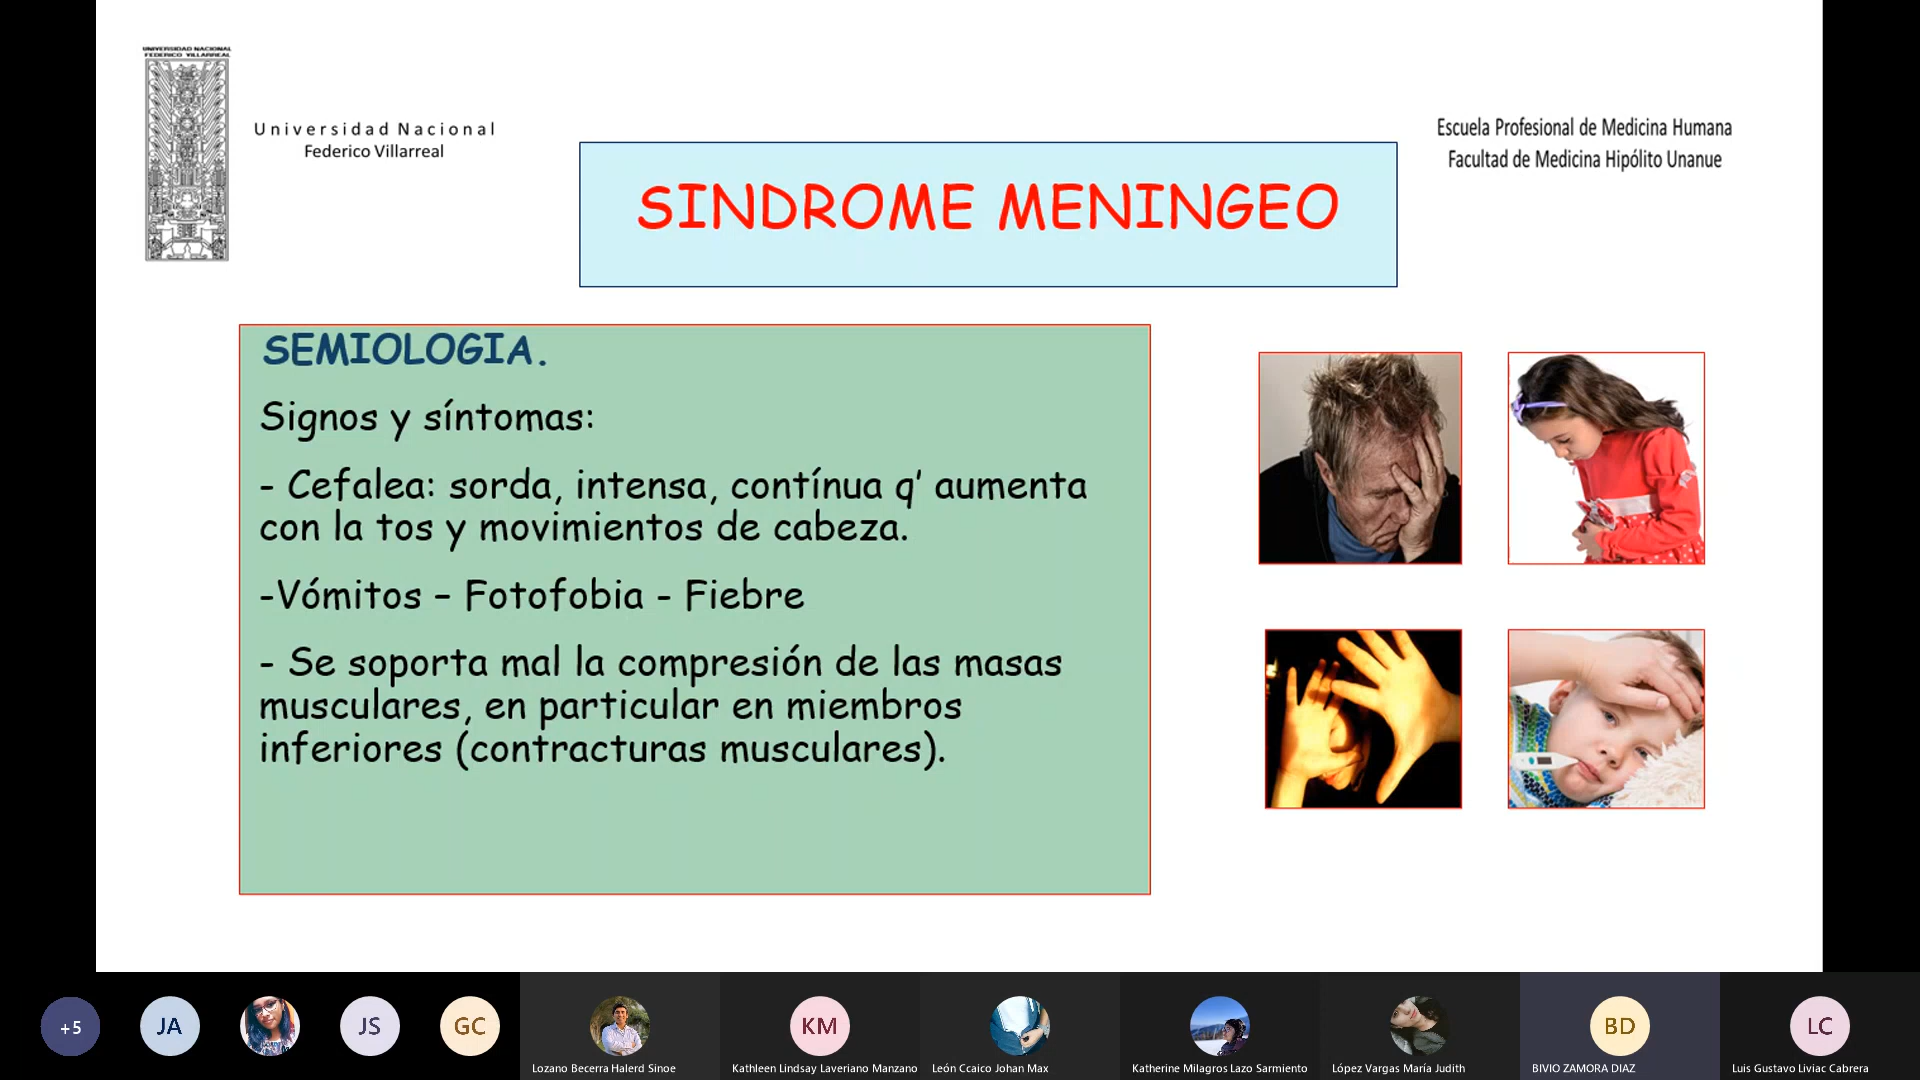 UNIVERSIDAD NACIONAL
FEDERICO VILLARREAL
Universidad Nacional
Federico Villarreal
Escuela Profesional de Medicina Humana
Facultad de Medicina Hipólito Unanue
SINDROME MENINGEO
SEMIOLOGIA.
Signos y síntomas:
- Cefalea: sorda, intensa, contínua q' aumenta
con la tos y movimientos de cabeza.
-Vómitos – Fotofobia - Fiebre
- Se soporta mal la compresión de las masas
musculares, en particular en miembros
inferiores (contracturas musculares).
+5
JA
JS
GC
KM
BD
LC
Lozano Becerra Halerd Sinoe
Kathleen Lindsay Laveriano Manzano
León Ccaico Johan Max
Katherine Milagros Lazo Sarmiento
López Vargas María Judith
BIVIO ZAMORA DIAZ
Luis Gustavo Liviac Cabrera